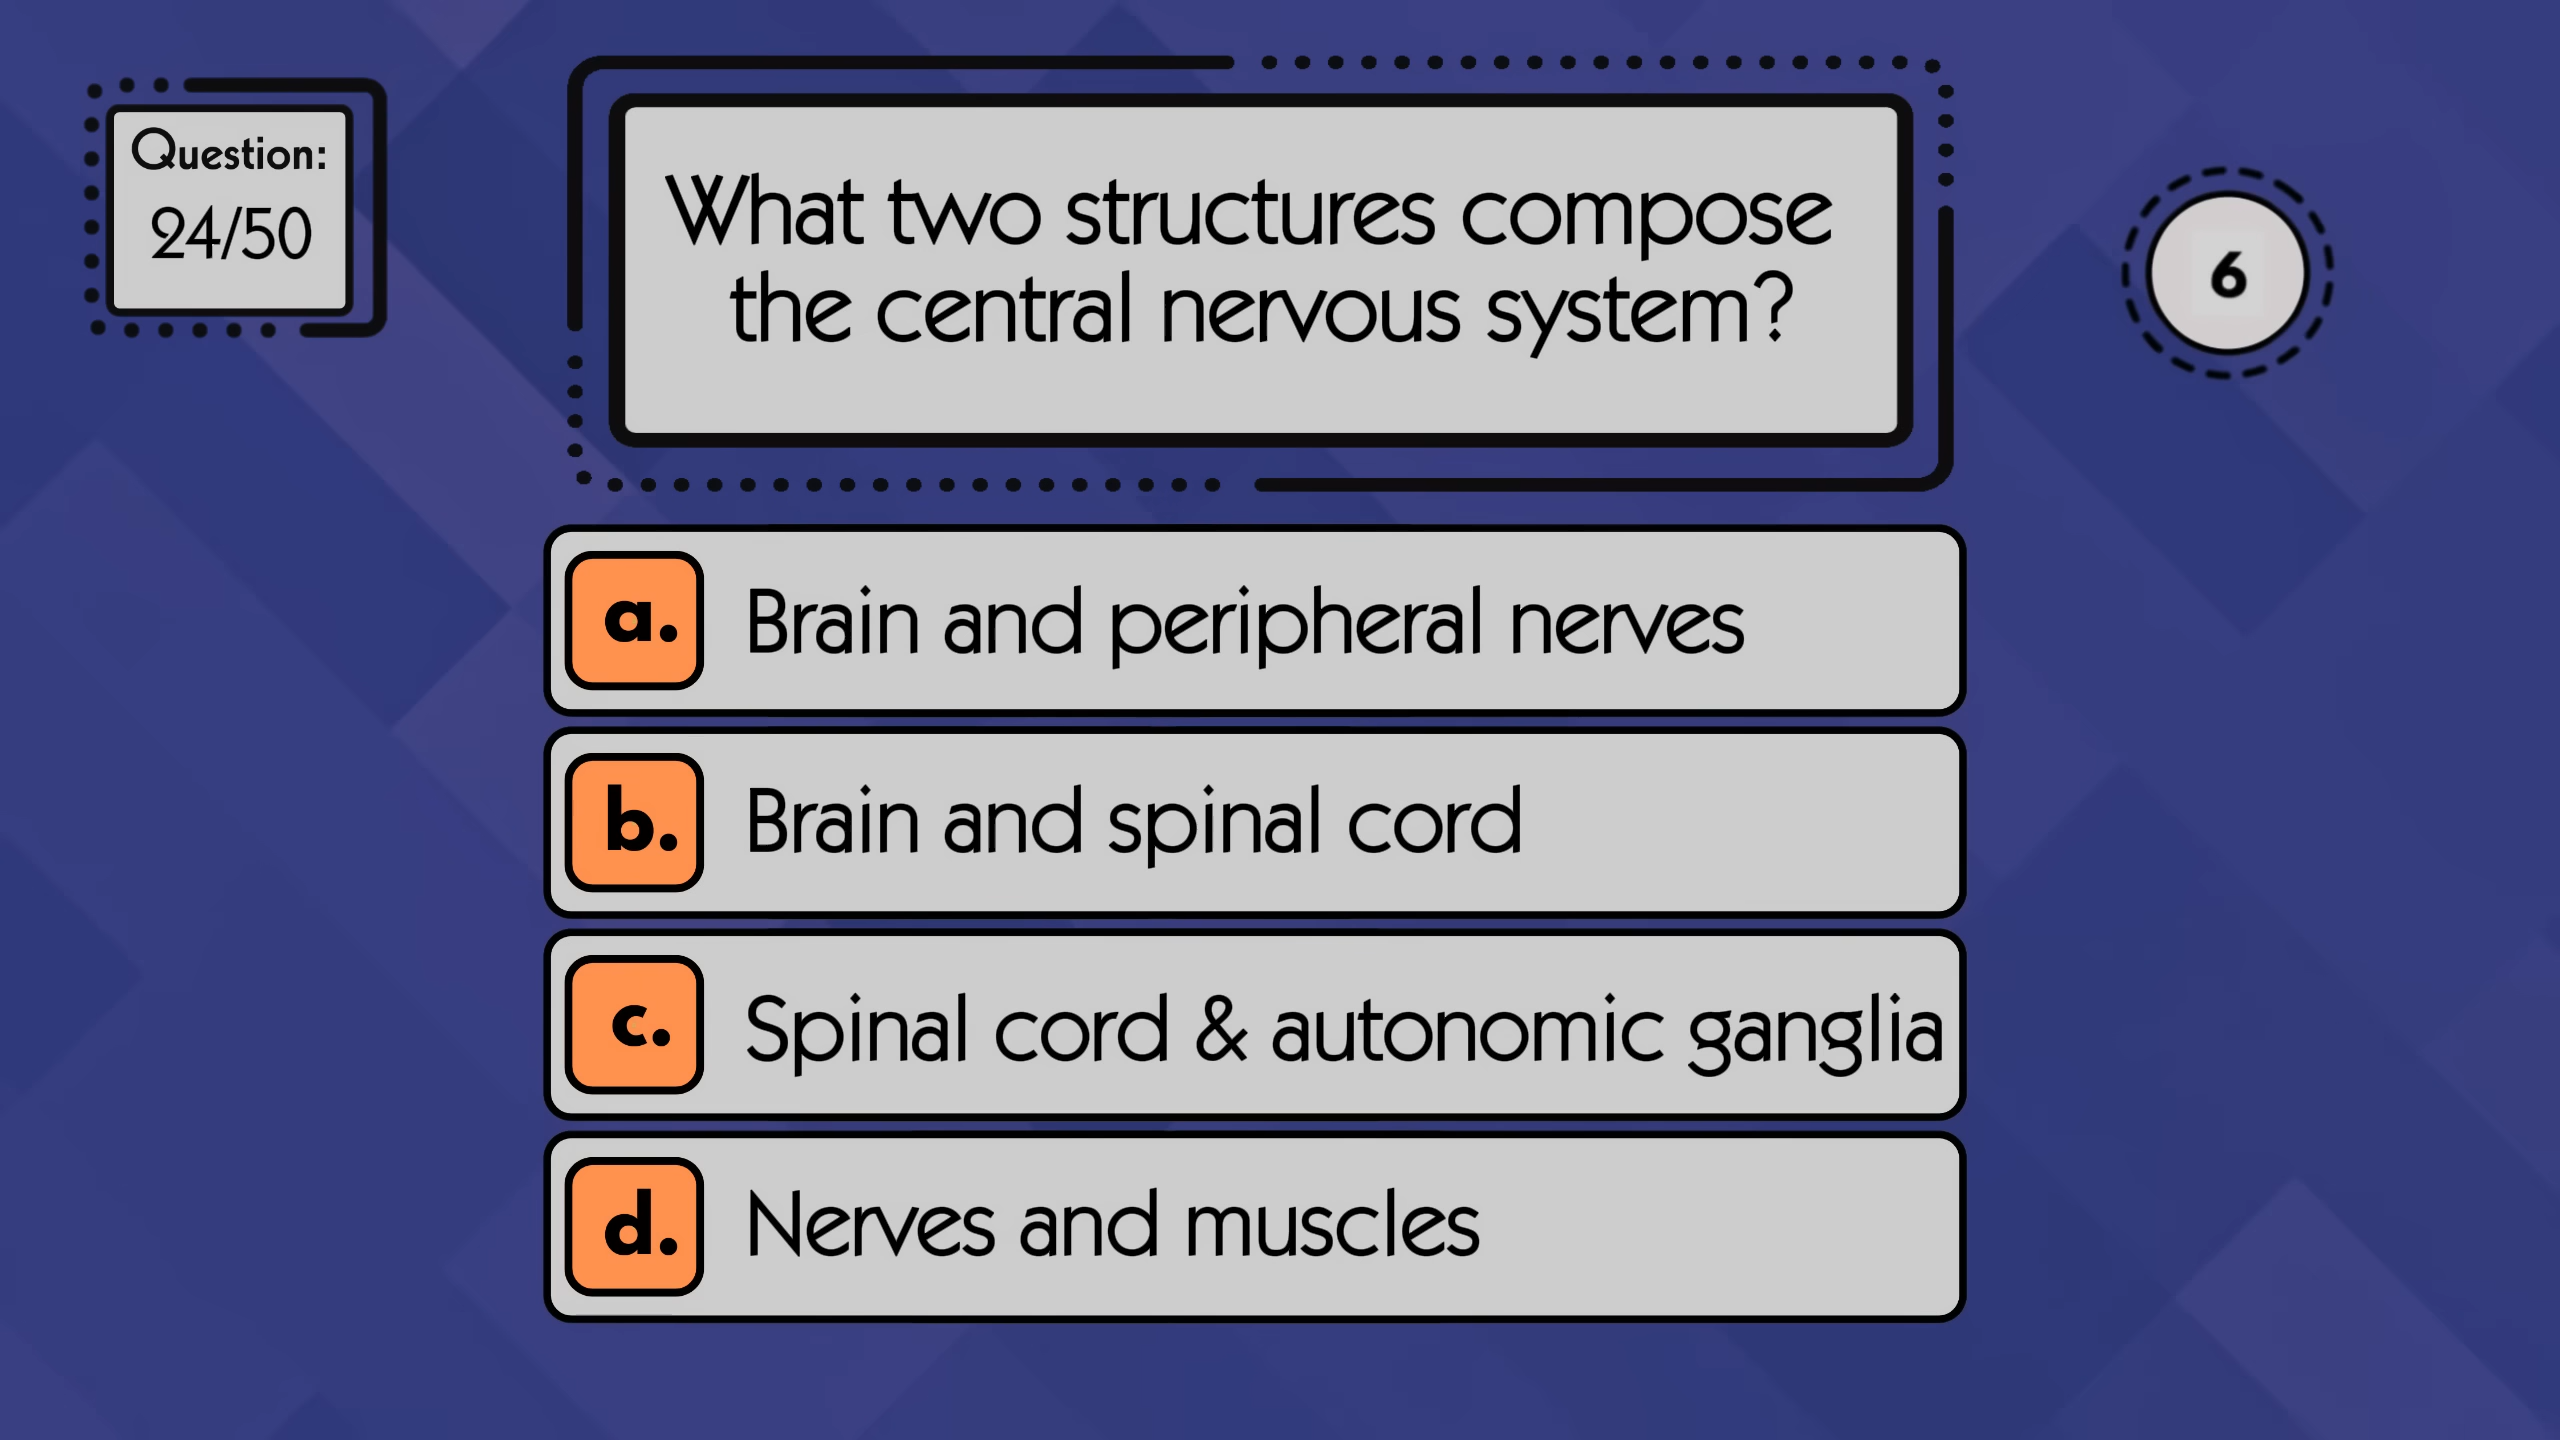 Question:
24/50
What two structures compose
the central nervous system?
6
a. Brain and peripheral nerves
b. Brain and spinal cord
c. Spinal cord & autonomic ganglia
d. Nerves and muscles